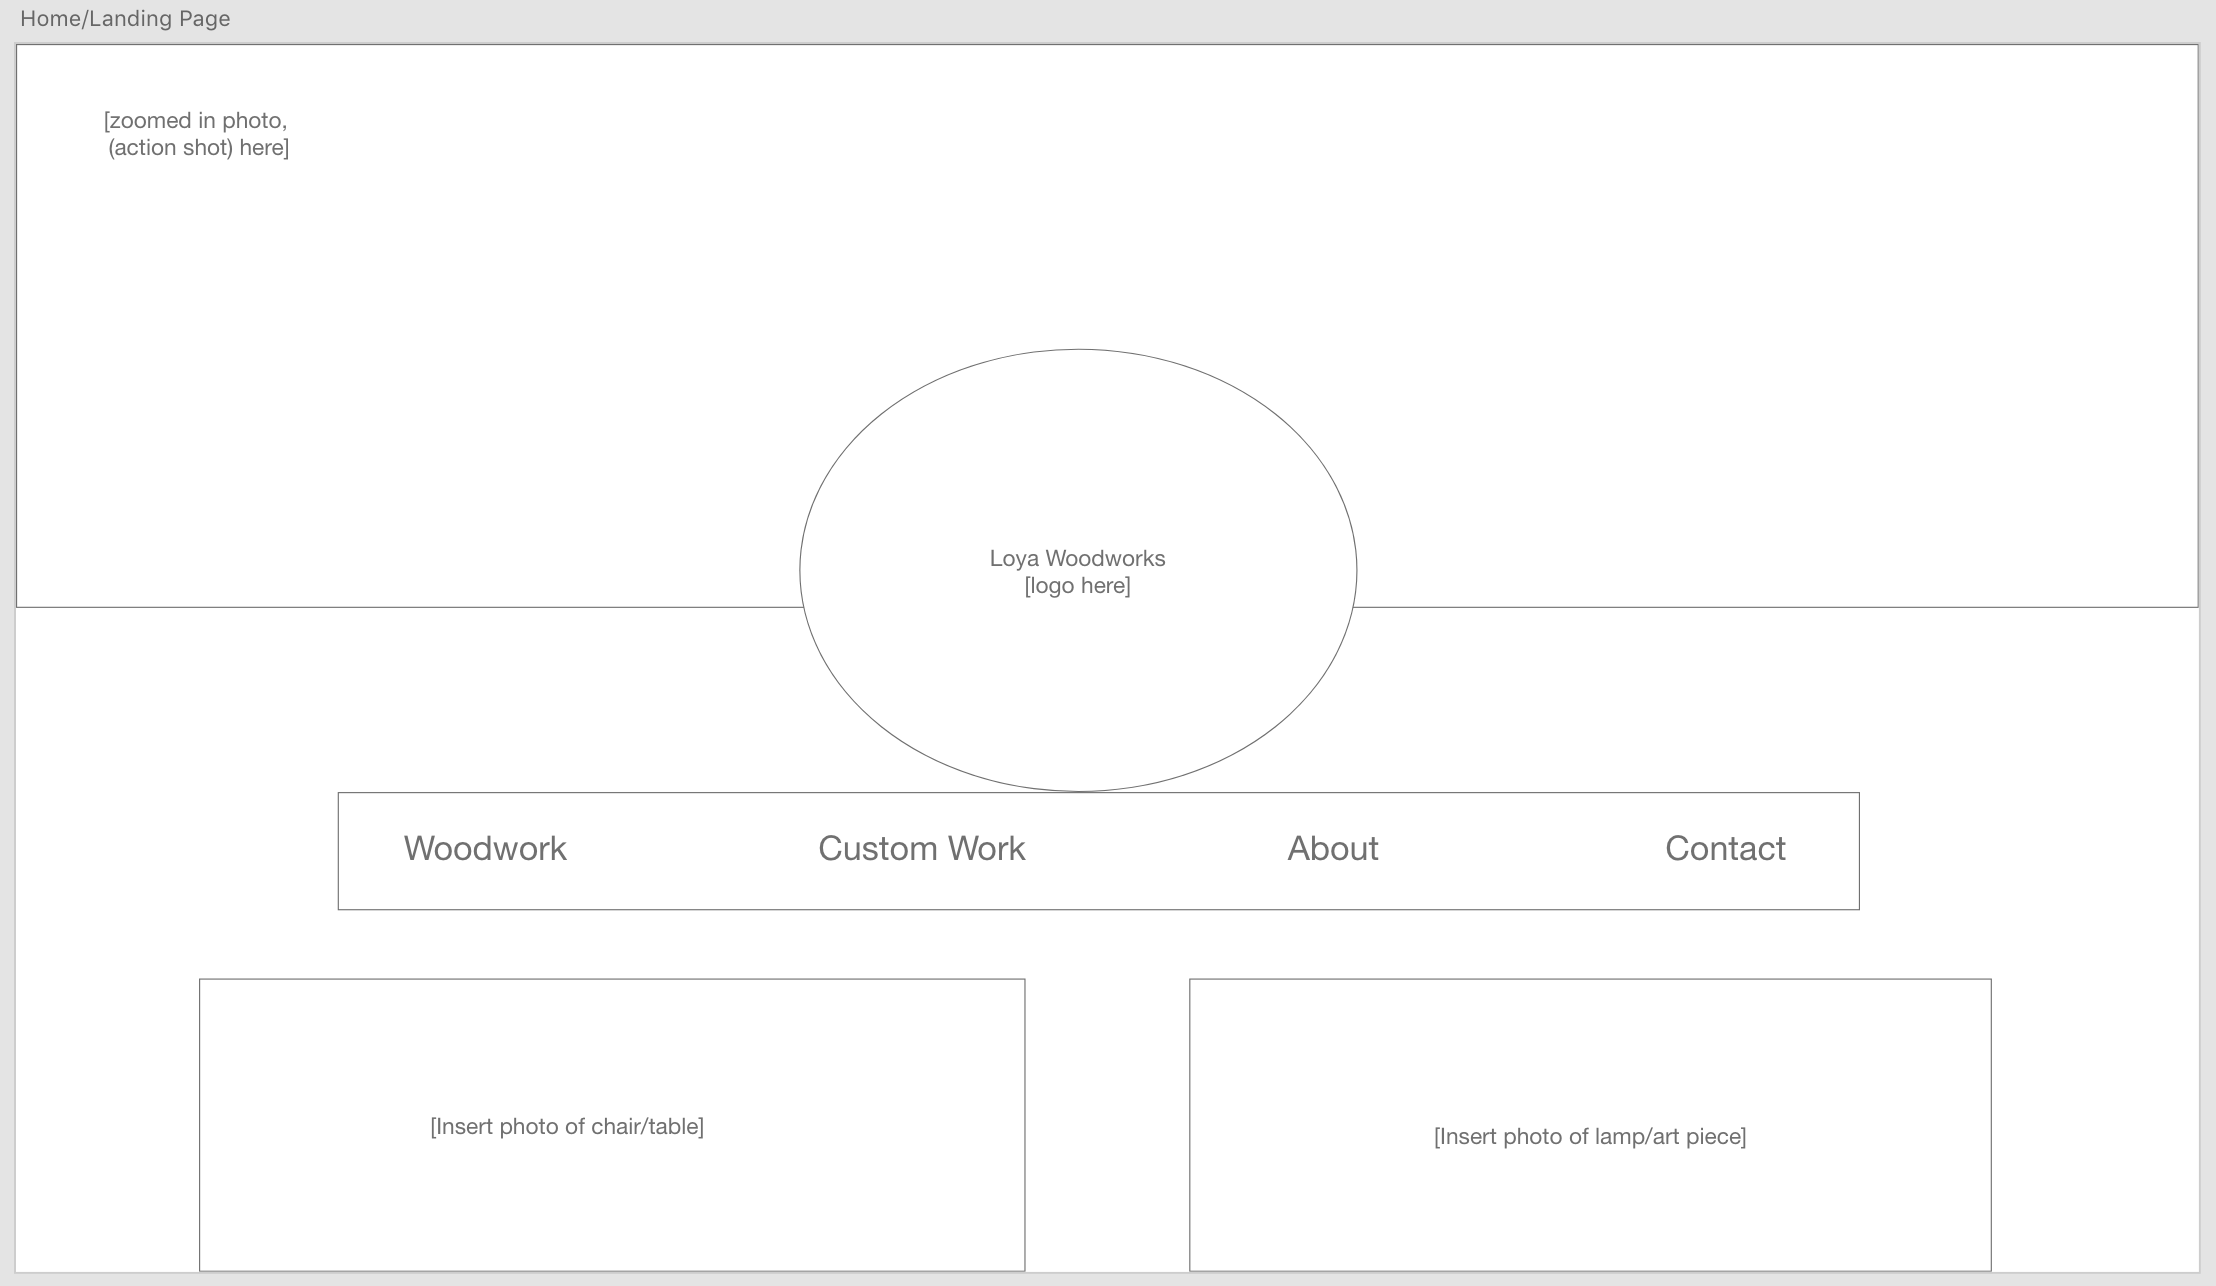 Home/Landing Page
[zoomed in photo,
(action shot) here]
Loya Woodworks
[logo here]
Woodwork Custom Work About Contact
[Insert photo of chair/table]
[Insert photo of lamp/art piece]